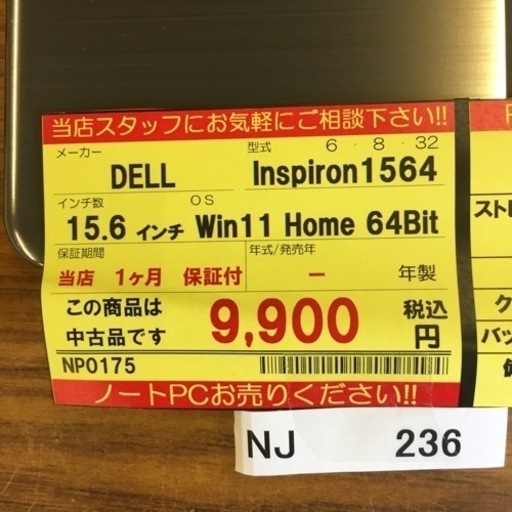 当店スタッフにお気軽にご相談下さい!!
メーカー
DELL
型式 6-8-32
Inspiron1564
インチ数
15.6 インチ
OS
Win11 Home 64Bit
保証期間
当店 1ヶ月 保証付
年式/発売年
ー 年製
この商品は
中古品です
9,900 税込
円
NP0175
ノートPCお売りください!!
NJ 236
スト
ク
バッ